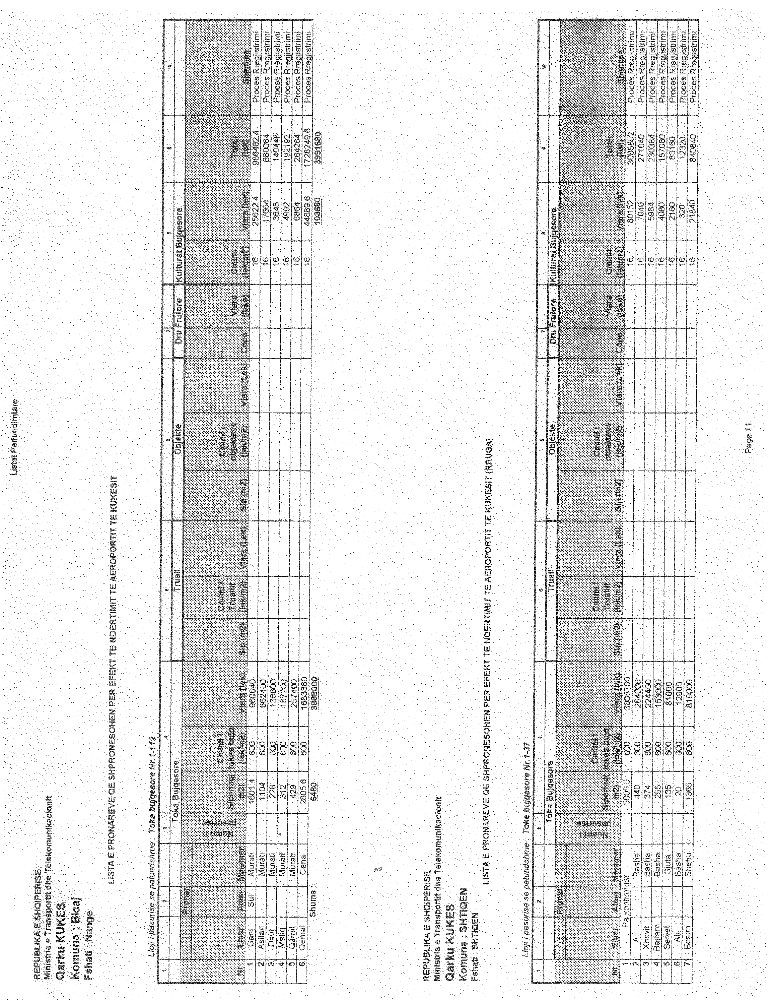 Listat Perfundimtare
REPUBLIKA E SHQIPERISE
Ministria e Transportit dhe Telekomunikacionit
Qarku KUKES
Komuna : Bicaj
Fshati : Nange
LISTA E PRONAREVE QE SHPRONESOHEN PER EFEKT TE NDERTIMIT TE AEROPORTIT TE KUKESIT
Lloji i pasurise se patundshme : Toke bujqesore Nr.1-112
1 2 3 4 5 6 7 8 9 10
Toka Bujqesore Truall Objekte Dru Frutore Kulturat Bujqesore
Pronar
Numri i pasurise Cmimi i Cmimi i Truallit Cmimi i objekteve Vlera Qmimi Totali
Nr. Emer Atesi Mbiemer Siperfaq( m2) tokes bujq (lek/m2) Vlera (lek) Sip (m2) (lek/m2) Vlera (Lek) Sip (m2) (lek/m2) Vlera (Lek) Cope (leke) (lek/m2) Vlera (lek) (lek) Shenime
1 Gani Sul Murati 1601.4 600 960840 16 25622.4 986462.4 Proces Rregjistrimi
2 Asllan Murati 1104 600 662400 16 17664 680064 Proces Rregjistrimi
3 Daut Murati 228 600 136800 16 3648 140448 Proces Rregjistrimi
4 Maliq Murati 312 600 187200 16 4992 192192 Proces Rregjistrimi
5 Qamil Murati 429 600 257400 16 6864 264264 Proces Rregjistrimi
6 Qemal Cena 2805.6 600 1683360 16 44889.6 1728249.6 Proces Rregjistrimi
Shuma : 6480 3888000 103680 3991680
REPUBLIKA E SHQIPERISE
Ministria e Transportit dhe Telekomunikacionit
Qarku KUKES
Komuna : SHTIQEN
Fshati : SHTIQEN
LISTA E PRONAREVE QE SHPRONESOHEN PER EFEKT TE NDERTIMIT TE AEROPORTIT TE KUKESIT (RRUGA)
Lloji i pasurise se patundshme Toke bujqesore Nr.1-37
1 2 3 4 5 6 7 8 9 10
Toka Bujqesore Truall Objekte Dru Frutore Kulturat Bujqesore
Pronar
Numri i pasurise Cmimi i Cmimi i Truallit Cmimi i objekteve Vlera Cmimi Totali
Nr. Emer Atesi Mbiemer Siperfaq( m2) tokes bujq (lek/m2) Vlera (lek) Sip (m2) (lek/m2) Vlera (Lek) Sip (m2) (lek/m2) Vlera (Lek) Cope (leke) (lek/m2) Vlera (lek) (lek) Shenime
1 Pa konfirmuar 5009.5 600 3005700 16 80152 3085852 Proces Rregjistrimi
2 Ali Basha 440 600 264000 16 7040 271040 Proces Rregjistrimi
3 Xhevit Basha 374 600 224400 16 5984 230384 Proces Rregjistrimi
4 Bajram Basha 255 600 153000 16 4080 157080 Proces Rregjistrimi
5 Servet Gjuta 135 600 81000 16 2160 83160 Proces Rregjistrimi
6 Ali Basha 20 600 12000 16 320 12320 Proces Rregjistrimi
7 Besim Shehu 1365 600 819000 16 21840 840840 Proces Rregjistrimi
Page 11